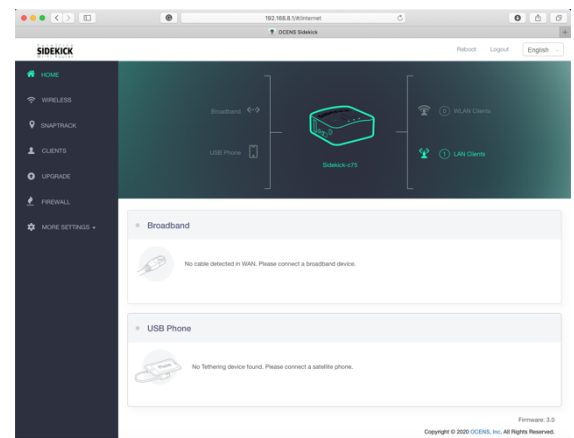 192.168.8.1/#/internet
OCENS Sidekick
SIDEKICK
Reboot Logout English
HOME
WIRELESS
SNAPTRACK
CLIENTS
UPGRADE
FIREWALL
MORE SETTINGS
Broadband
USB Phone
Sidekick-c75
0 WLAN Clients
1 LAN Clients
Broadband
No cable detected in WAN. Please connect a broadband device.
USB Phone
No Tethering device found. Please connect a satellite phone.
Firmware: 3.0
Copyright © 2020 OCENS, Inc. All Rights Reserved.